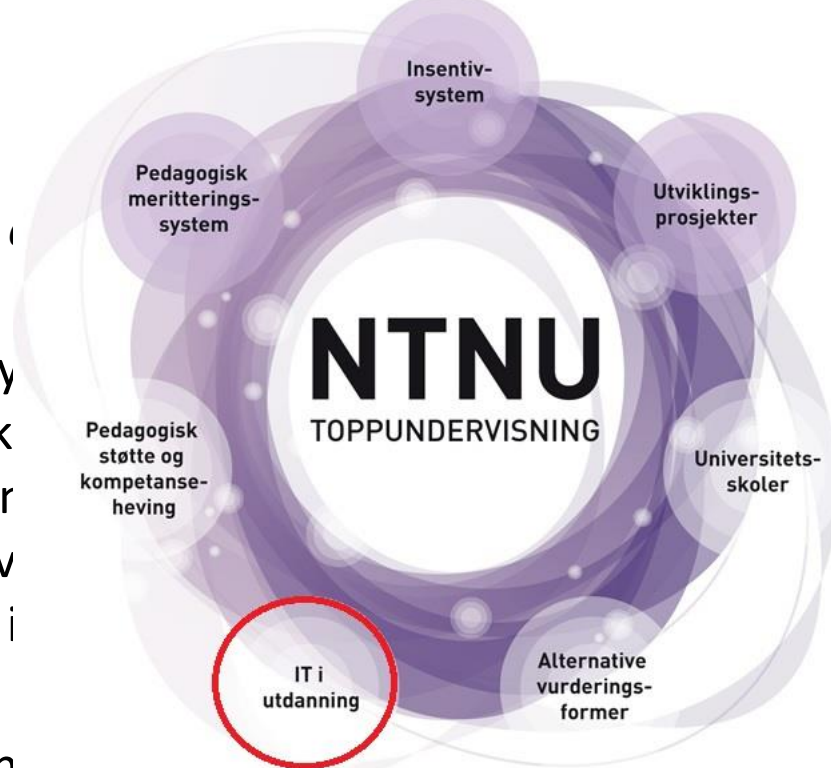 Insentiv-
system
Pedagogisk
meritterings-
system
Utviklings-
prosjekter
NTNU
TOPPUNDERVISNING
Pedagogisk
støtte og
kompetanse-
heving
Universitets-
skoler
IT i
utdanning
Alternative
vurderings-
former